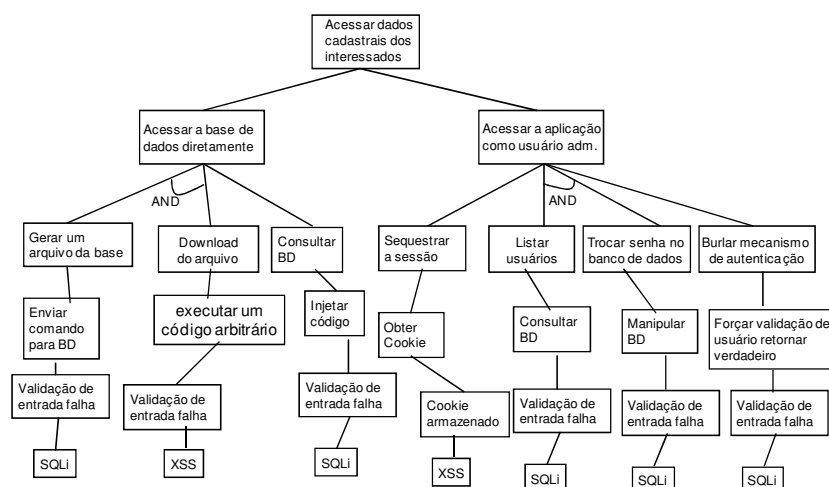 Acessar dados
cadastrais dos
interessados
Acessar a base de
dados diretamente
Acessar a aplicação
como usuário adm.
AND
AND
Gerar um
arquivo da base
Download
do arquivo
Consultar
BD
Sequestrar
a sessão
Listar
usuários
Trocar senha no
banco de dados
Burlar mecanismo
de autenticação
Enviar
comando
para BD
executar um
código arbitrário
Injetar
código
Obter
Cookie
Consultar
BD
Manipular
BD
Forçar validação de
usuário retornar
verdadeiro
Validação de
entrada falha
Validação de
entrada falha
Validação de
entrada falha
Cookie
armazenado
Validação de
entrada falha
Validação de
entrada falha
Validação de
entrada falha
SQLi
XSS
SQLi
XSS
SQLi
SQLi
SQLi